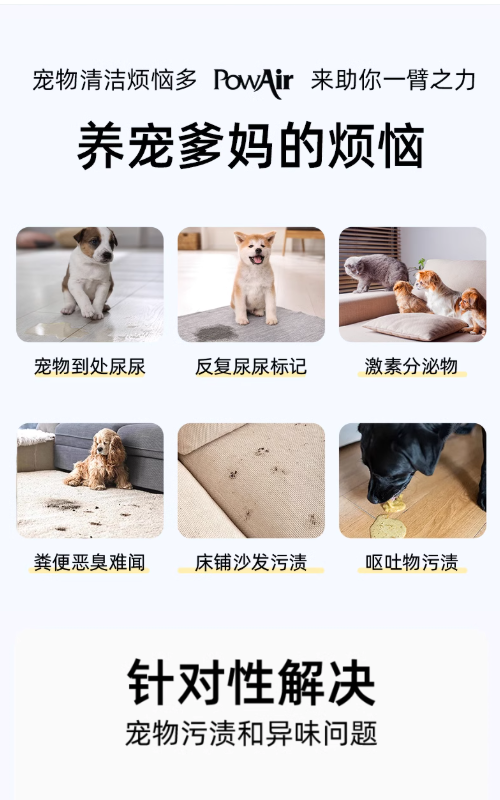 宠物清洁烦恼多 PowAir 来助你一臂之力
养宠爹妈的烦恼
宠物到处尿尿 反复尿尿标记 激素分泌物
粪便恶臭难闻 床铺沙发污渍 呕吐物污渍
针对性解决
宠物污渍和异味问题